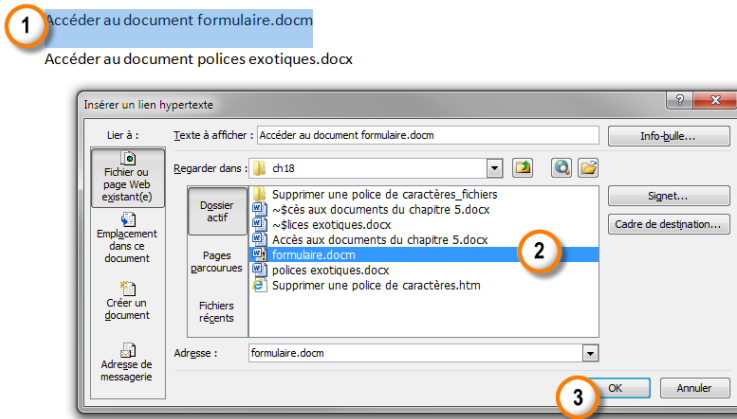 1
Accéder au document formulaire.docm
Accéder au document polices exotiques.docx
Insérer un lien hypertexte
?
X
Lier à :
Texte à afficher :
Accéder au document formulaire.docm
Info-bulle...
Fichier ou
page Web
existant(e)
Regarder dans :
ch18
Dossier
actif
Supprimer une police de caractères_fichiers
~$cès aux documents du chapitre 5.docx
~$lices exotiques.docx
Accès aux documents du chapitre 5.docx
formulaire.docm
polices exotiques.docx
Supprimer une police de caractères.htm
2
Signet...
Cadre de destination...
Emplacement
dans ce
document
Pages
parcourues
Créer un
document
Fichiers
récents
Adresse de
messagerie
Adresse :
formulaire.docm
3
OK
Annuler